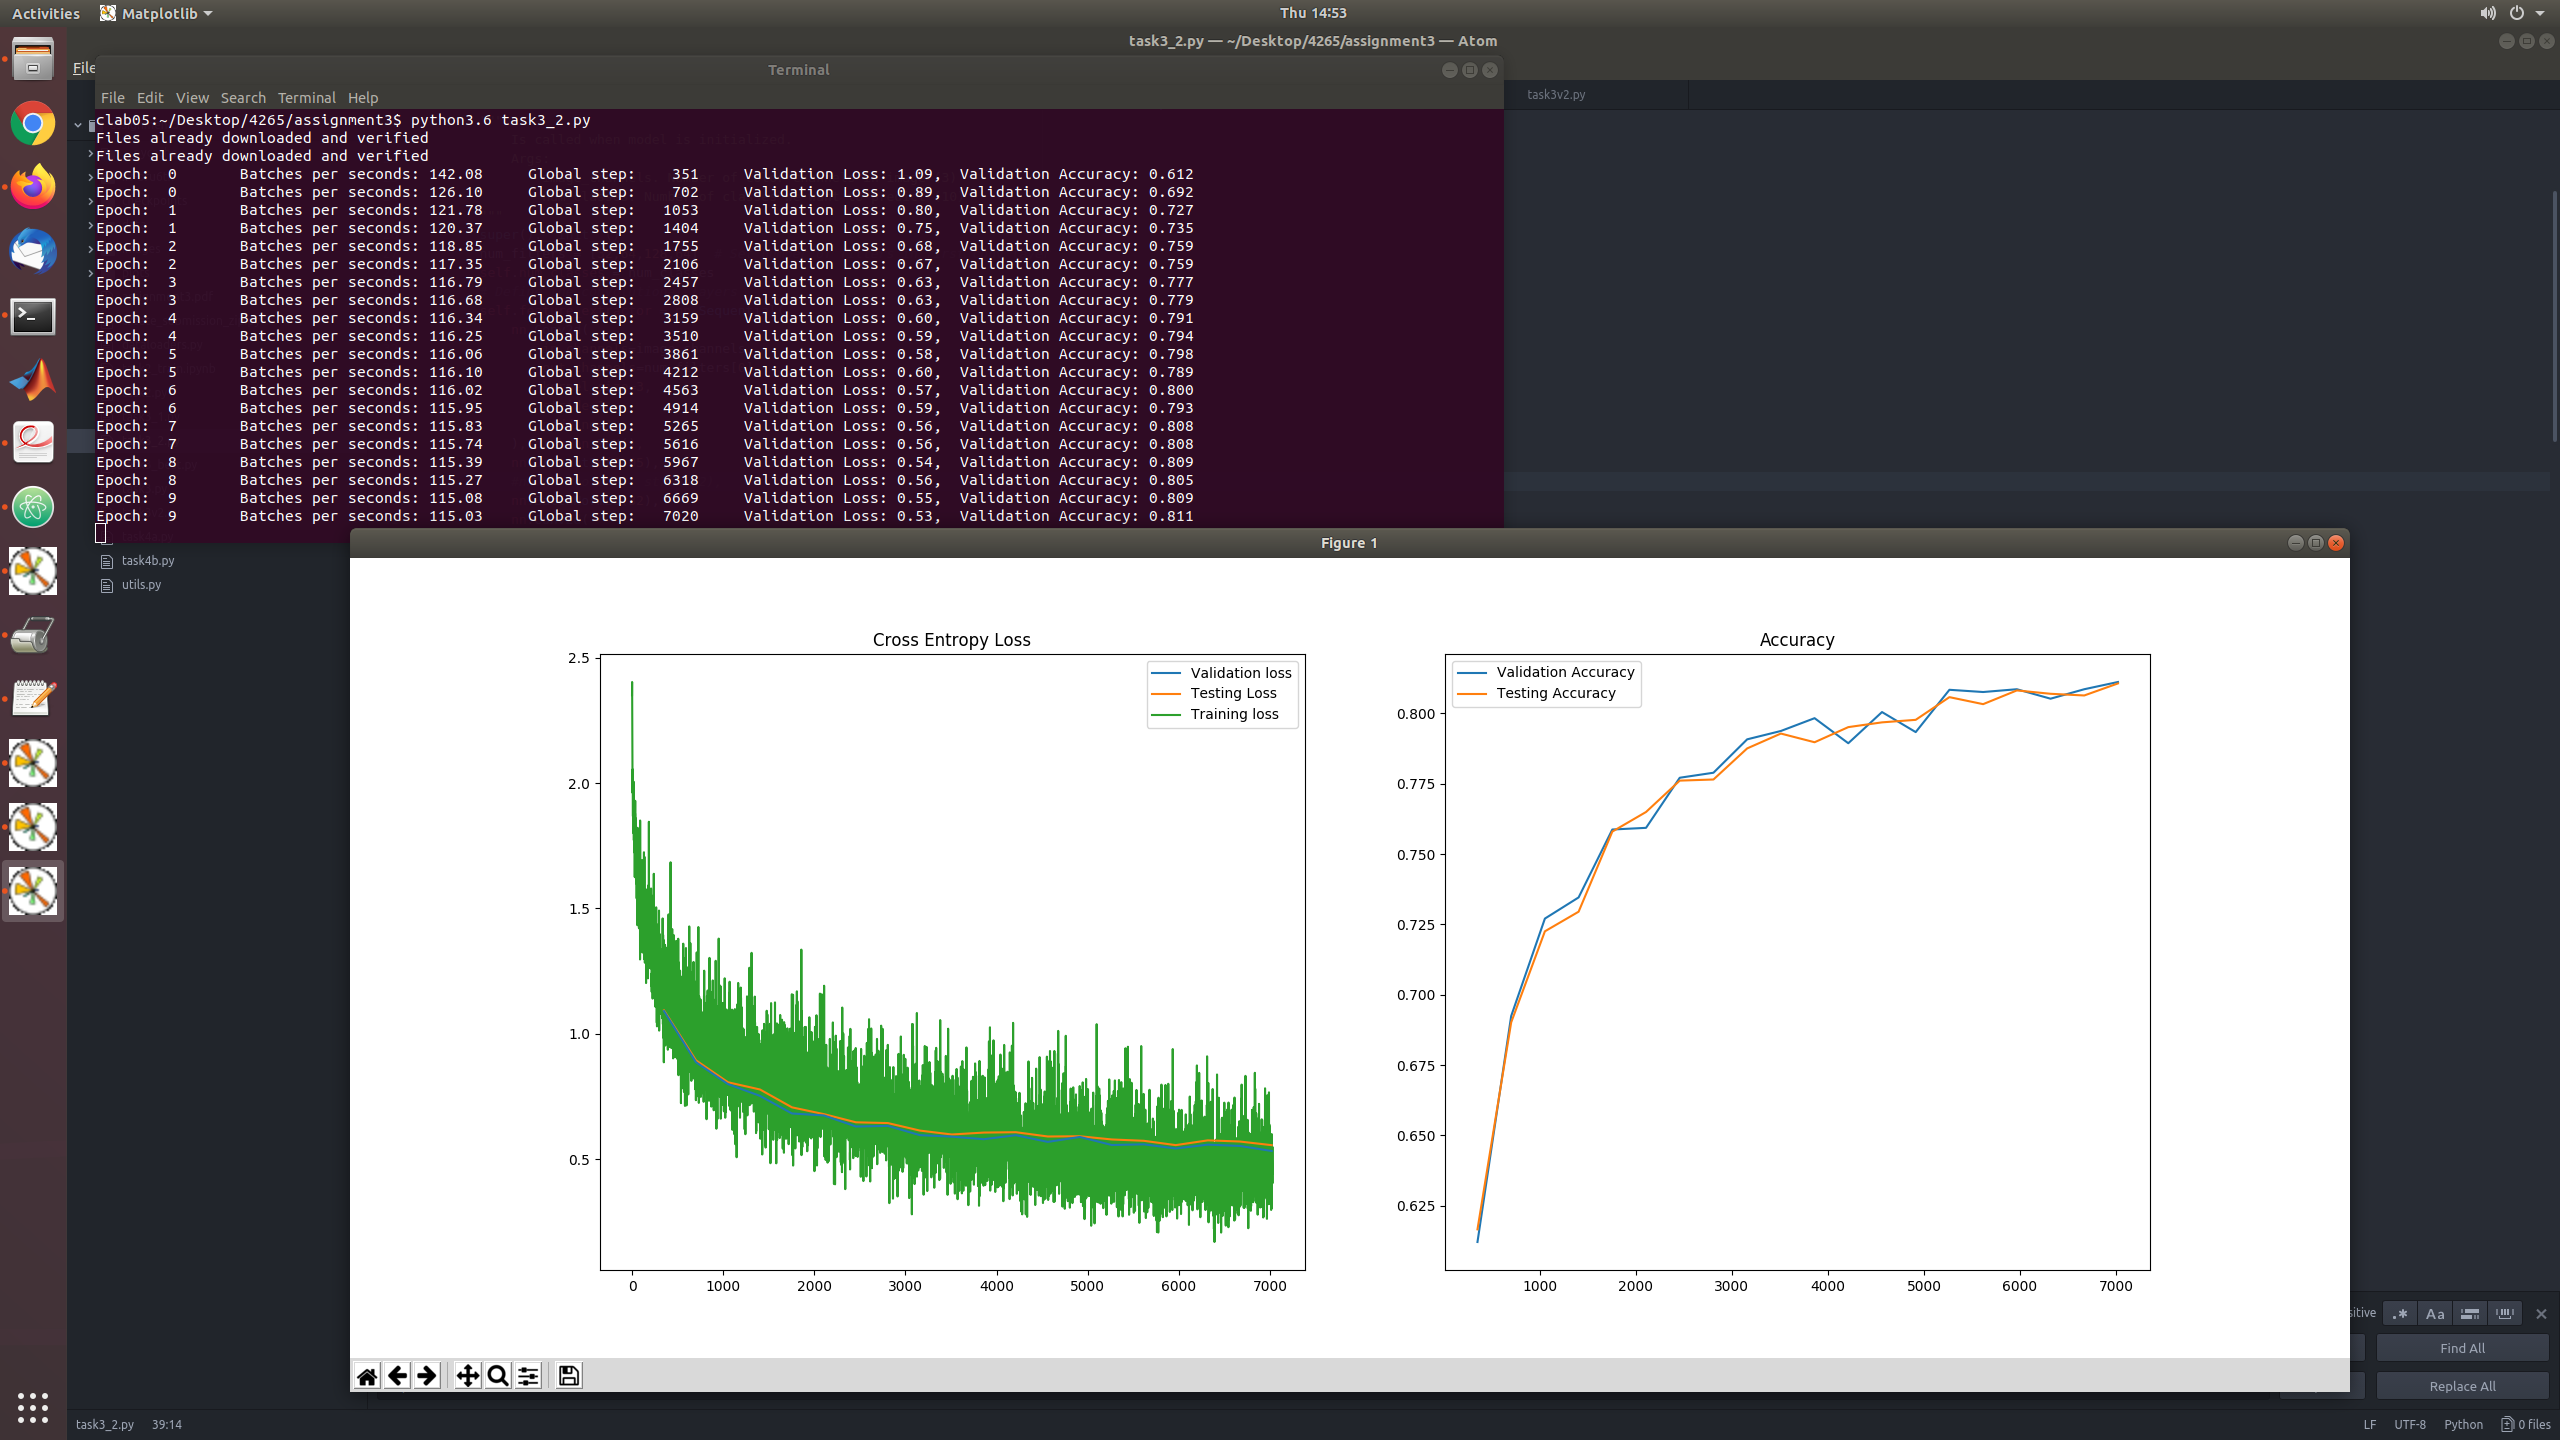 Activities Matplotlib Thu 14:53
task3_2.py — ~/Desktop/4265/assignment3 — Atom
File
Terminal
task3v2.py
File Edit View Search Terminal Help
clab05:~/Desktop/4265/assignment3$ python3.6 task3_2.py
Files already downloaded and verified
Files already downloaded and verified
Epoch: 0 Batches per seconds: 142.08 Global step: 351 Validation Loss: 1.09, Validation Accuracy: 0.612
Epoch: 0 Batches per seconds: 126.10 Global step: 702 Validation Loss: 0.89, Validation Accuracy: 0.692
Epoch: 1 Batches per seconds: 121.78 Global step: 1053 Validation Loss: 0.80, Validation Accuracy: 0.727
Epoch: 1 Batches per seconds: 120.37 Global step: 1404 Validation Loss: 0.75, Validation Accuracy: 0.735
Epoch: 2 Batches per seconds: 118.85 Global step: 1755 Validation Loss: 0.68, Validation Accuracy: 0.759
Epoch: 2 Batches per seconds: 117.35 Global step: 2106 Validation Loss: 0.67, Validation Accuracy: 0.759
Epoch: 3 Batches per seconds: 116.79 Global step: 2457 Validation Loss: 0.63, Validation Accuracy: 0.777
Epoch: 3 Batches per seconds: 116.68 Global step: 2808 Validation Loss: 0.63, Validation Accuracy: 0.779
Epoch: 4 Batches per seconds: 116.34 Global step: 3159 Validation Loss: 0.60, Validation Accuracy: 0.791
Epoch: 4 Batches per seconds: 116.25 Global step: 3510 Validation Loss: 0.59, Validation Accuracy: 0.794
Epoch: 5 Batches per seconds: 116.06 Global step: 3861 Validation Loss: 0.58, Validation Accuracy: 0.798
Epoch: 5 Batches per seconds: 116.10 Global step: 4212 Validation Loss: 0.60, Validation Accuracy: 0.789
Epoch: 6 Batches per seconds: 116.02 Global step: 4563 Validation Loss: 0.57, Validation Accuracy: 0.800
Epoch: 6 Batches per seconds: 115.95 Global step: 4914 Validation Loss: 0.59, Validation Accuracy: 0.793
Epoch: 7 Batches per seconds: 115.83 Global step: 5265 Validation Loss: 0.56, Validation Accuracy: 0.808
Epoch: 7 Batches per seconds: 115.74 Global step: 5616 Validation Loss: 0.56, Validation Accuracy: 0.808
Epoch: 8 Batches per seconds: 115.39 Global step: 5967 Validation Loss: 0.54, Validation Accuracy: 0.809
Epoch: 8 Batches per seconds: 115.27 Global step: 6318 Validation Loss: 0.56, Validation Accuracy: 0.805
Epoch: 9 Batches per seconds: 115.08 Global step: 6669 Validation Loss: 0.55, Validation Accuracy: 0.809
Epoch: 9 Batches per seconds: 115.03 Global step: 7020 Validation Loss: 0.53, Validation Accuracy: 0.811
task4b.py
utils.py
Figure 1
Cross Entropy Loss
Validation loss
Testing Loss
Training loss
2.5
2.0
1.5
1.0
0.5
0 1000 2000 3000 4000 5000 6000 7000
Accuracy
Validation Accuracy
Testing Accuracy
0.800
0.775
0.750
0.725
0.700
0.675
0.650
0.625
1000 2000 3000 4000 5000 6000 7000
sitive .* Aa
Find All
Replace All
task3_2.py 39:14 LF UTF-8 Python 0 files